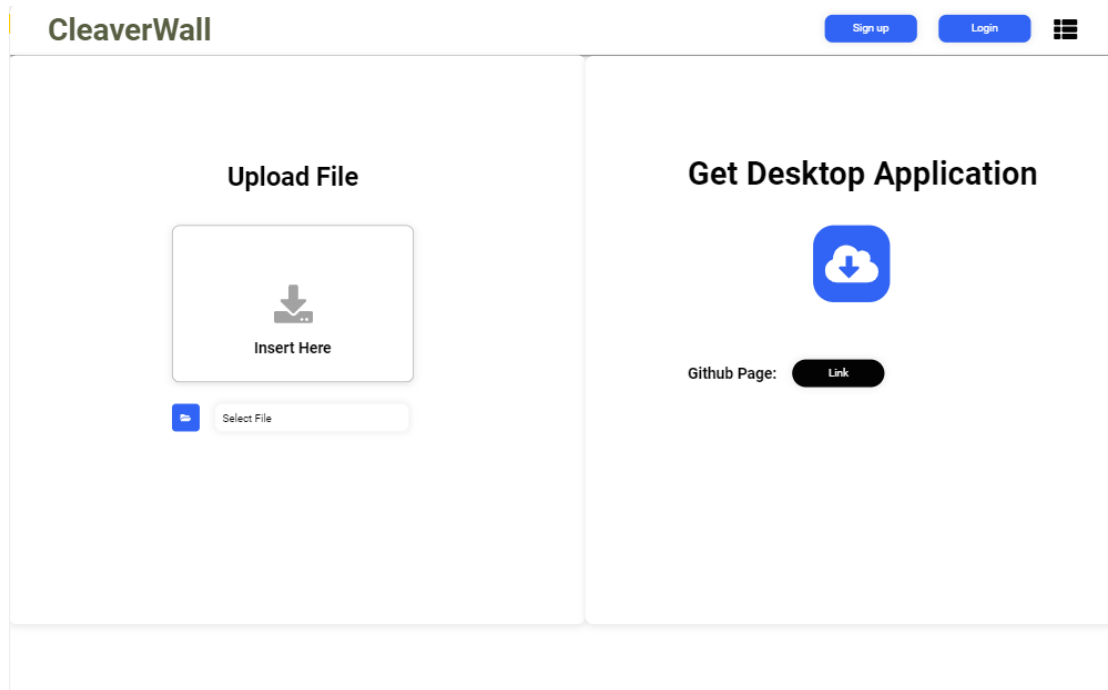 CleaverWall
Sign up
Login
Upload File
Insert Here
Select File
Get Desktop Application
Github Page:
Link